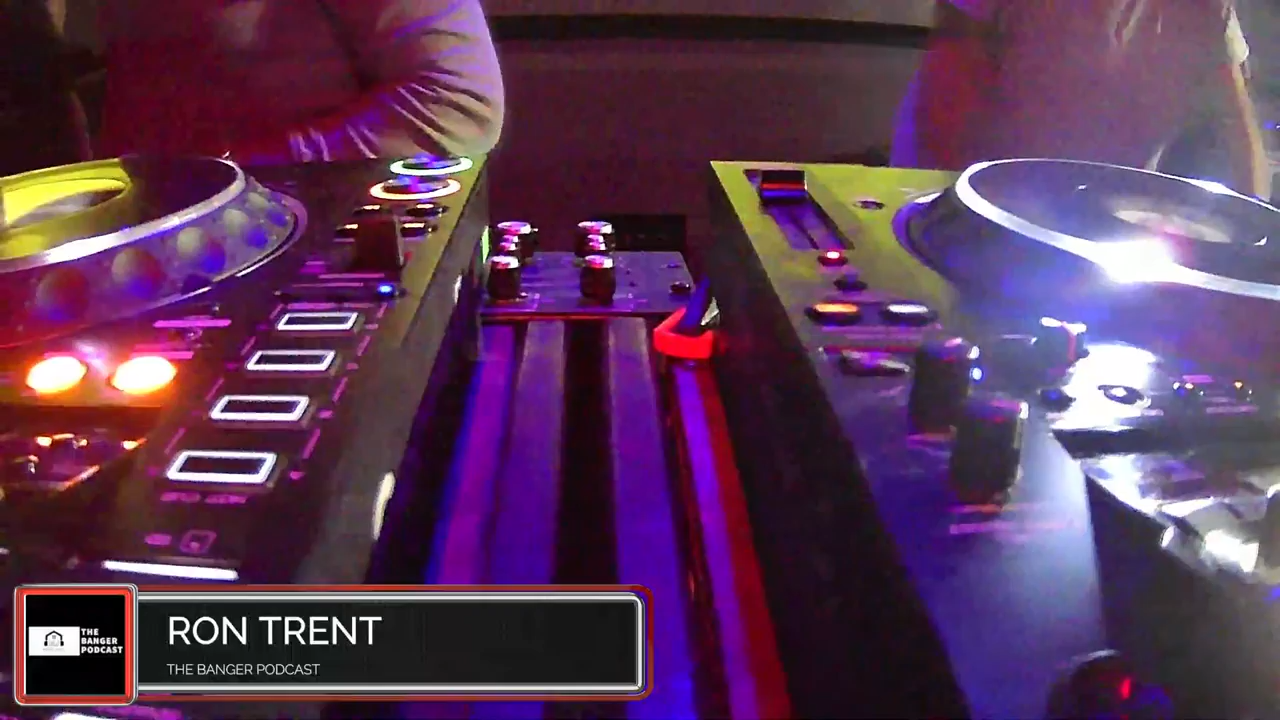 RON TRENT
THE BANGER PODCAST
THE
BANGER
PODCAST